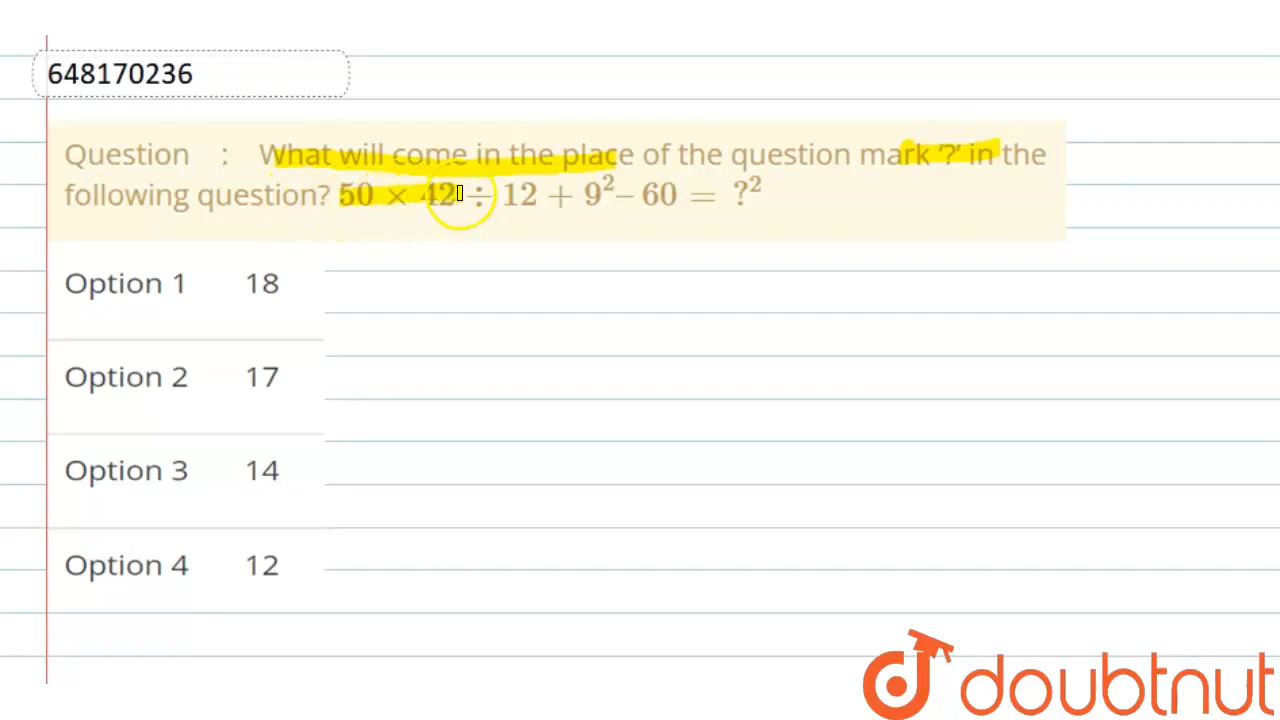 648170236
Question : What will come in the place of the question mark ‘?’ in the
following question? 50 × 42 ÷ 12 + 9² – 60 = ?²
Option 1 18
Option 2 17
Option 3 14
Option 4 12
doubtnut